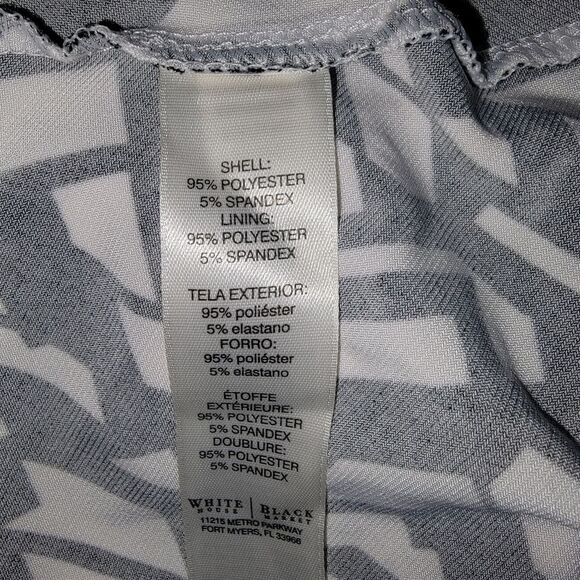 SHELL:
95% POLYESTER
5% SPANDEX
LINING:
95% POLYESTER
5% SPANDEX
TELA EXTERIOR:
95% poliéster
5% elastano
FORRO:
95% poliéster
5% elastano
ÉTOFFE
EXTÉRIEURE:
95% POLYESTER
5% SPANDEX
DOUBLURE:
95% POLYESTER
5% SPANDEX
WHITE | BLACK
HOUSE | MARKET
11215 METRO PARKWAY
FORT MYERS, FL 33966